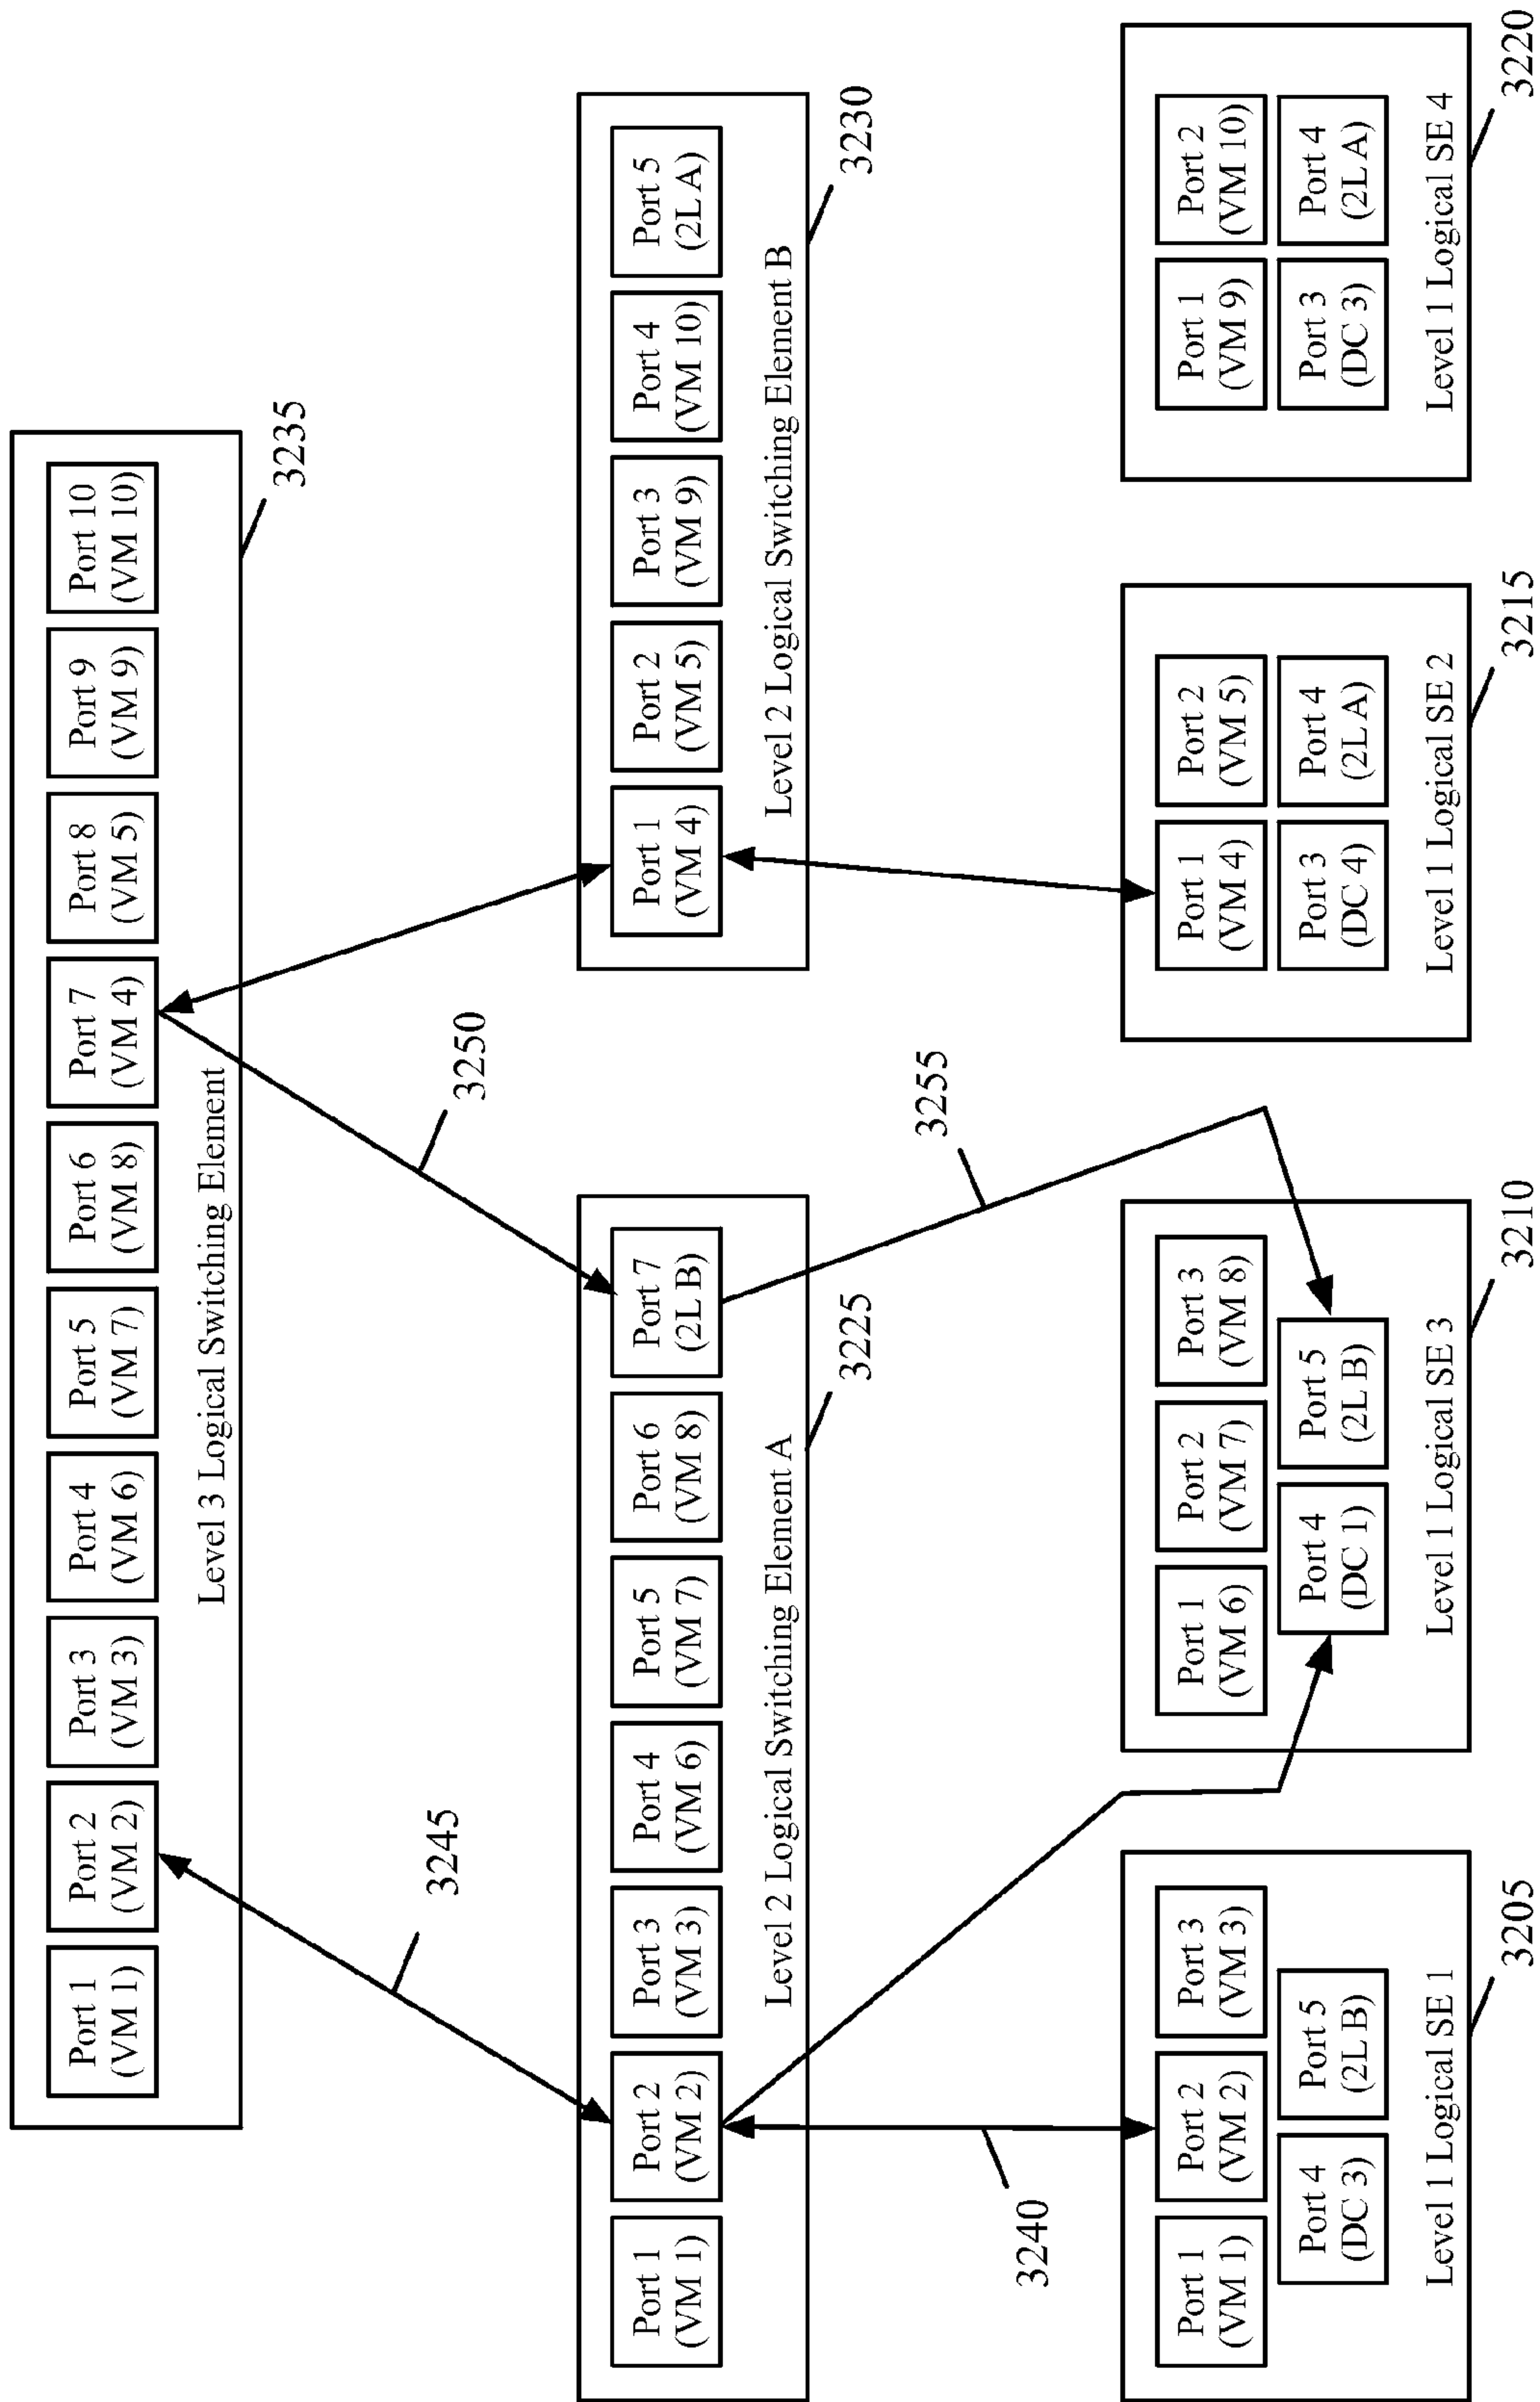 Port 1
(VM 1)
Port 2
(VM 2)
Port 3
(VM 3)
Port 4
(VM 6)
Port 5
(VM 7)
Port 6
(VM 8)
Port 7
(VM 4)
Port 8
(VM 5)
Port 9
(VM 9)
Port 10
(VM 10)
Level 3 Logical Switching Element
3235
3245
3250
Port 1
(VM 1)
Port 2
(VM 2)
Port 3
(VM 3)
Port 4
(VM 6)
Port 5
(VM 7)
Port 6
(VM 8)
Port 7
(2L B)
Level 2 Logical Switching Element A
3225
Port 1
(VM 4)
Port 2
(VM 5)
Port 3
(VM 9)
Port 4
(VM 10)
Port 5
(2L A)
Level 2 Logical Switching Element B
3230
3240
3255
Port 1
(VM 1)
Port 2
(VM 2)
Port 3
(VM 3)
Port 4
(DC 3)
Port 5
(2L B)
Level 1 Logical SE 1
3205
Port 1
(VM 6)
Port 2
(VM 7)
Port 3
(VM 8)
Port 4
(DC 1)
Port 5
(2L B)
Level 1 Logical SE 3
3210
Port 1
(VM 4)
Port 2
(VM 5)
Port 3
(DC 4)
Port 4
(2L A)
Level 1 Logical SE 2
3215
Port 1
(VM 9)
Port 2
(VM 10)
Port 3
(DC 3)
Port 4
(2L A)
Level 1 Logical SE 4
3220